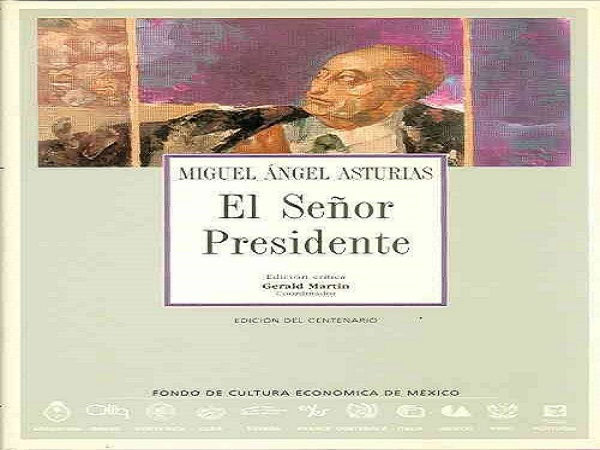 MIGUEL ÁNGEL ASTURIAS
El Señor
Presidente
Edición crítica
Gerald Martin
Coordinador
EDICIÓN DEL CENTENARIO
FONDO DE CULTURA ECONÓMICA DE MÉXICO